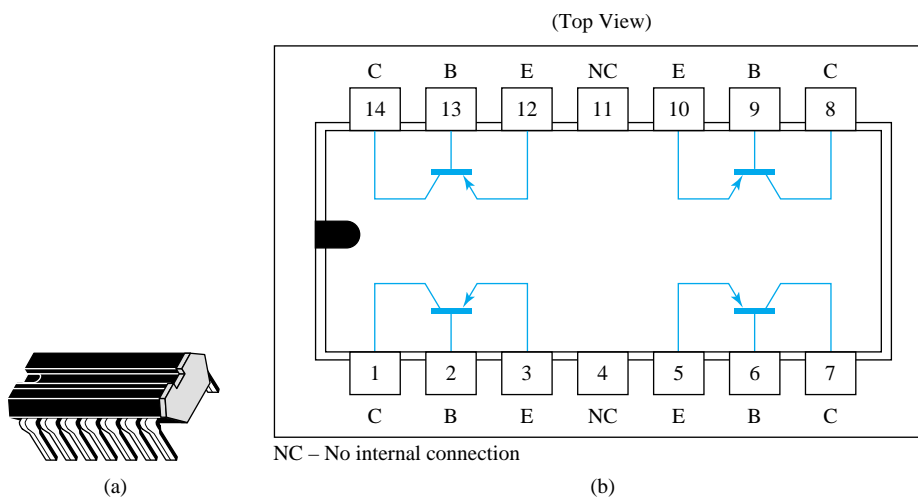 (Top View)
C B E NC E B C
14 13 12 11 10 9 8
1 2 3 4 5 6 7
C B E NC E B C
NC – No internal connection
(a) (b)